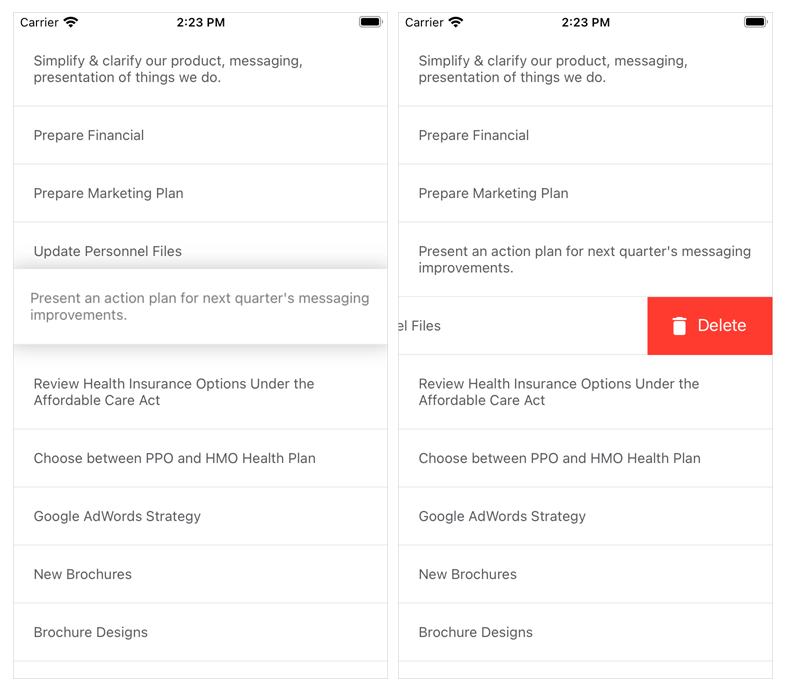 Carrier 2:23 PM
Simplify & clarify our product, messaging,
presentation of things we do.
Prepare Financial
Prepare Marketing Plan
Update Personnel Files
Present an action plan for next quarter's messaging
improvements.
Review Health Insurance Options Under the
Affordable Care Act
Choose between PPO and HMO Health Plan
Google AdWords Strategy
New Brochures
Brochure Designs
Carrier 2:23 PM
Simplify & clarify our product, messaging,
presentation of things we do.
Prepare Financial
Prepare Marketing Plan
Present an action plan for next quarter's messaging
improvements.
el Files Delete
Review Health Insurance Options Under the
Affordable Care Act
Choose between PPO and HMO Health Plan
Google AdWords Strategy
New Brochures
Brochure Designs